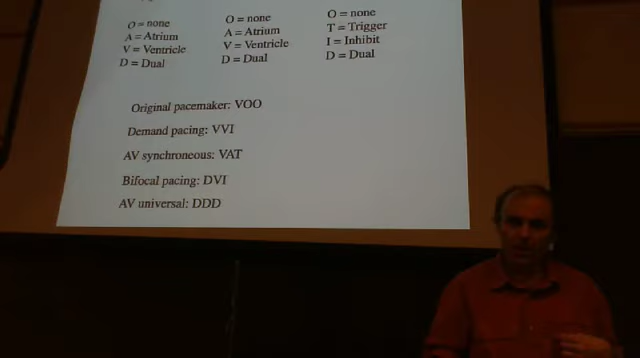 O = none
A = Atrium
V = Ventricle
D = Dual
O = none
A = Atrium
V = Ventricle
D = Dual
O = none
T = Trigger
I = Inhibit
D = Dual
Original pacemaker: VOO
Demand pacing: VVI
AV synchroneous: VAT
Bifocal pacing: DVI
AV universal: DDD